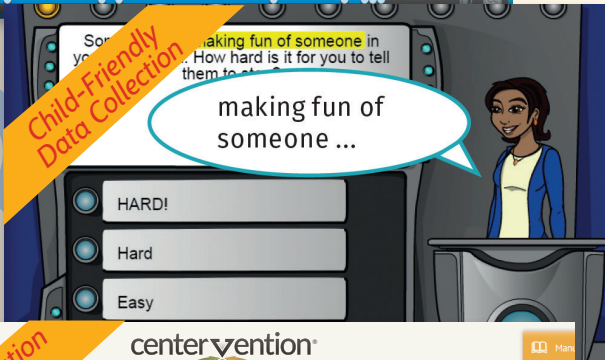 Child-Friendly
Data Collection
making fun of someone in
. How hard is it for you to tell
them to
making fun of
someone ...
HARD!
Hard
Easy
centervention®